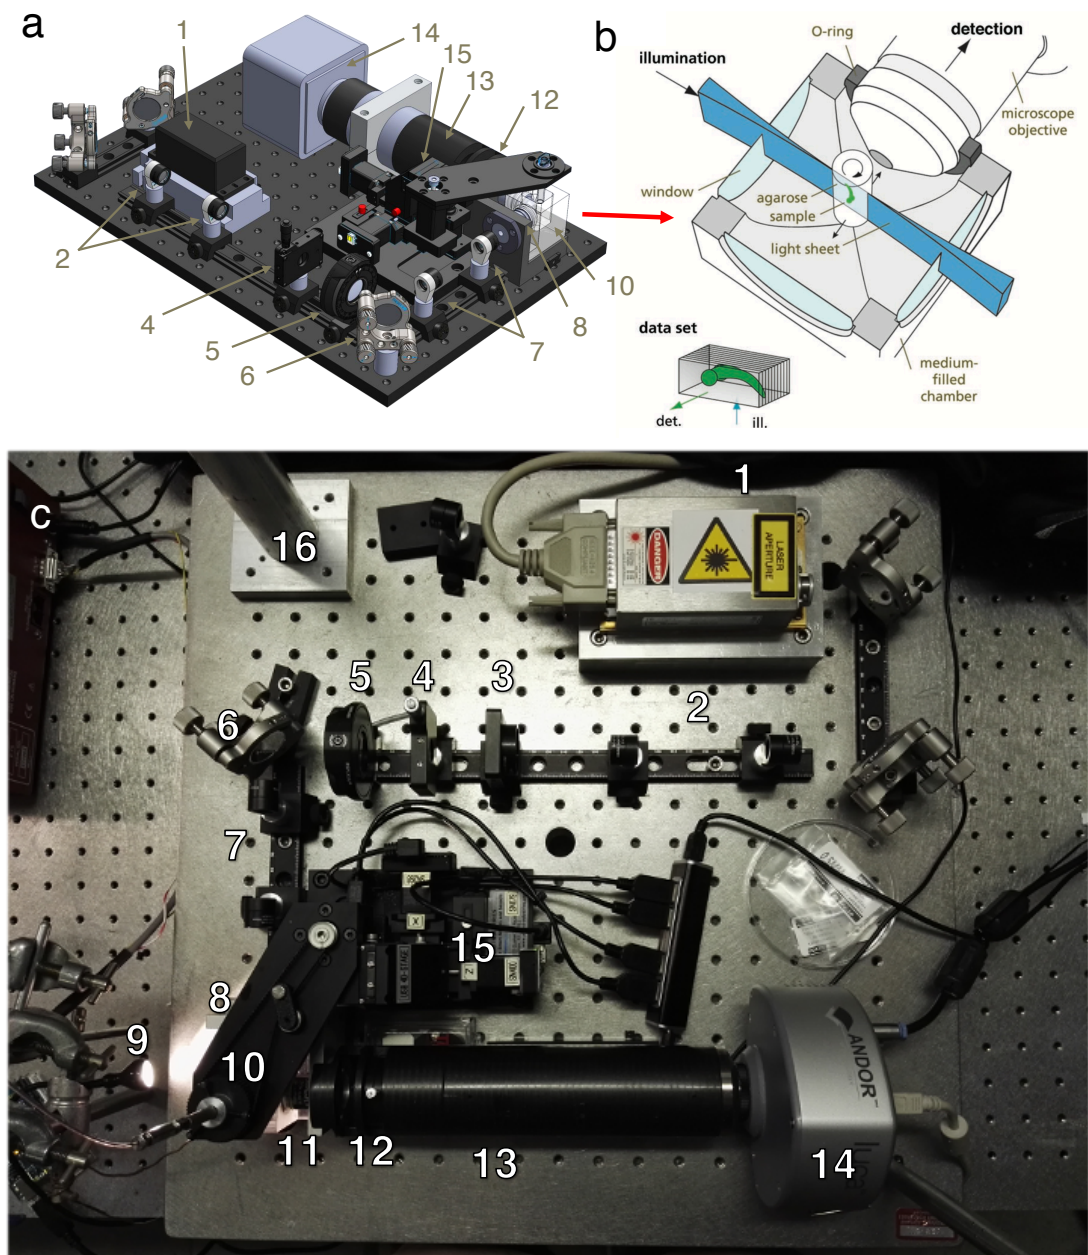 a
1
14
15
13
12
2
4
5
6
7
8
10
b
O-ring
detection
illumination
microscope
objective
window
agarose
sample
light sheet
data set
det.
ill.
medium-
filled
chamber
c
1
16
DANGER
LASER
APERTURE
5
4
3
2
6
7
15
X
Z
8
9
10
ANDOR
11
12
13
14